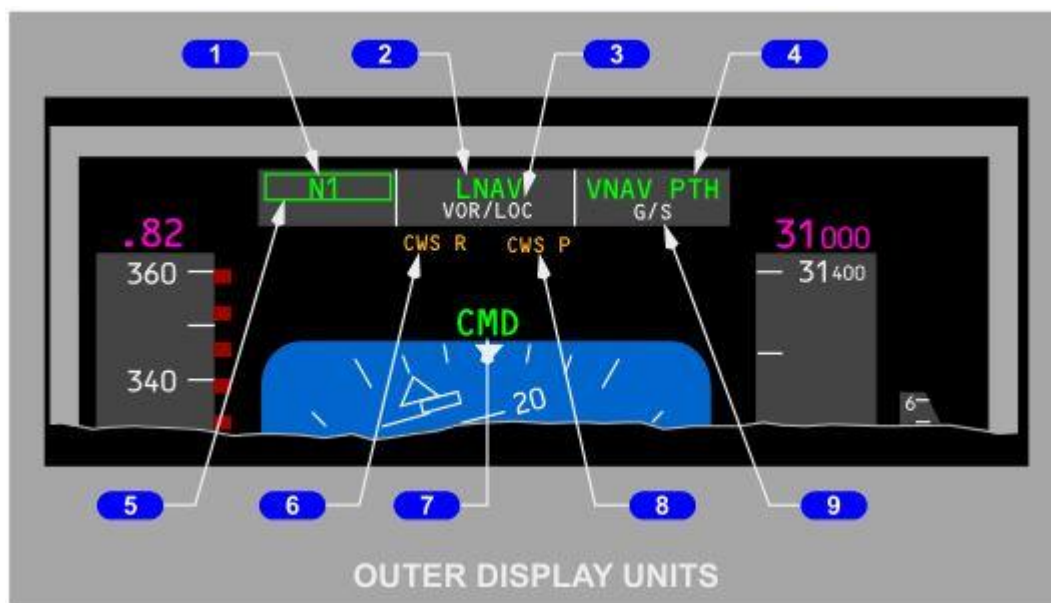 1 2 3 4
N1 LNAV VNAV PTH
VOR/LOC G/S
.82 CWS R CWS P 31000
360 31400
CMD
340 20
6
5 6 7 8 9
OUTER DISPLAY UNITS